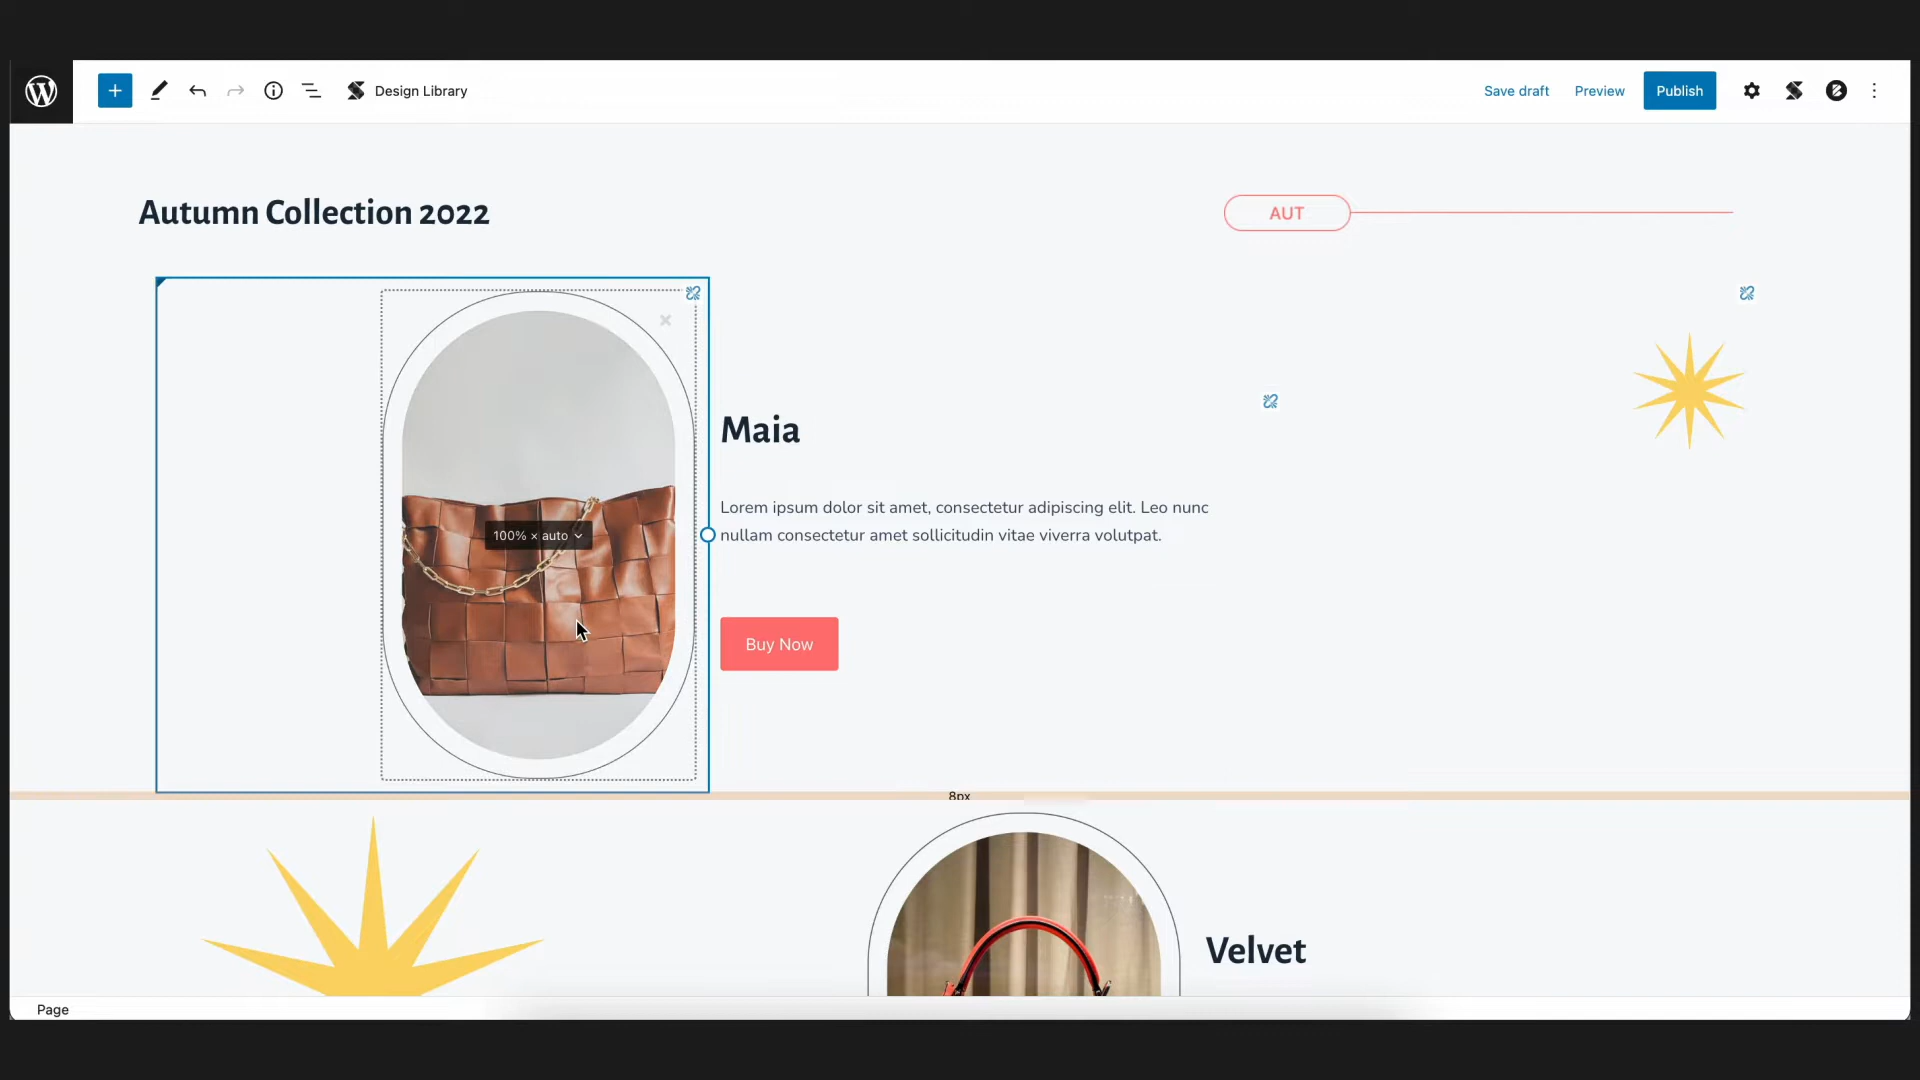 Design Library
Save draft
Preview
Publish
Autumn Collection 2022
AUT
100% × auto
Maia
Lorem ipsum dolor sit amet, consectetur adipiscing elit. Leo nunc
nullam consectetur amet sollicitudin vitae viverra volutpat.
Buy Now
8px
Velvet
Page